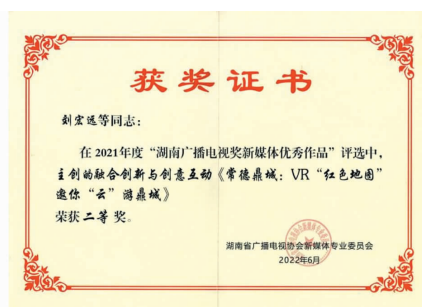 获奖证书
刘宏远等同志：
在2021年度“湖南广播电视奖新媒体优秀作品”评选中，
主创的融合创新与创意互动《常德鼎城：VR“红色地图”
邀你“云”游鼎城》
荣获二等奖。
湖南省广播电视协会新媒体专业委员会
2022年6月